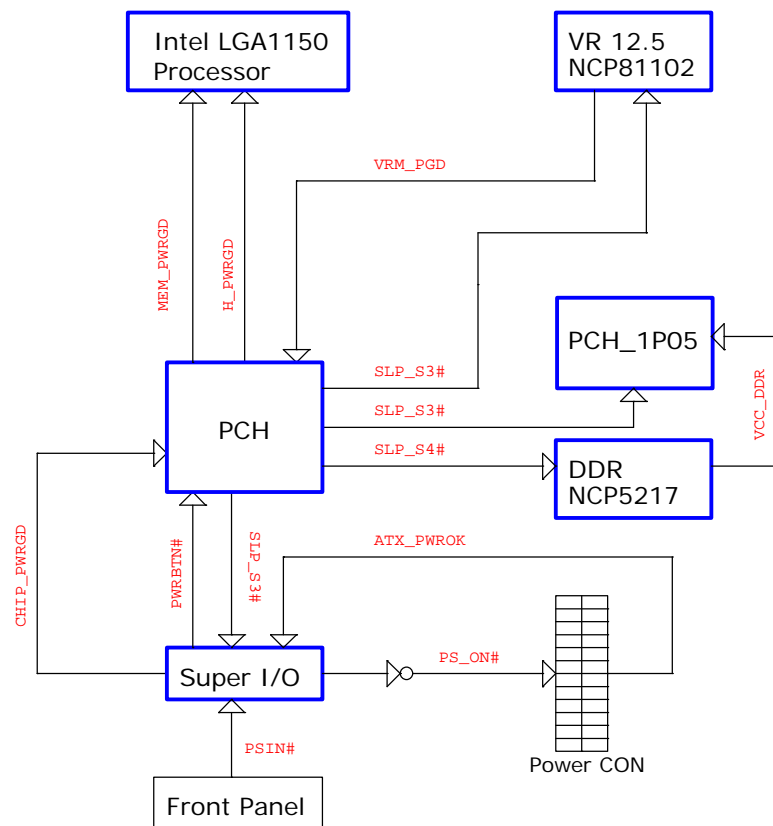 Intel LGA1150
Processor
VR 12.5
NCP81102
VRM_PGD
MEM_PWRGD
H_PWRGD
PCH_1P05
VCC_DDR
SLP_S3#
SLP_S3#
SLP_S4#
PCH
DDR
NCP5217
CHIP_PWRGD
PWRBTN#
SLP_S3#
ATX_PWROK
Super I/O
PS_ON#
PSIN#
Power CON
Front Panel